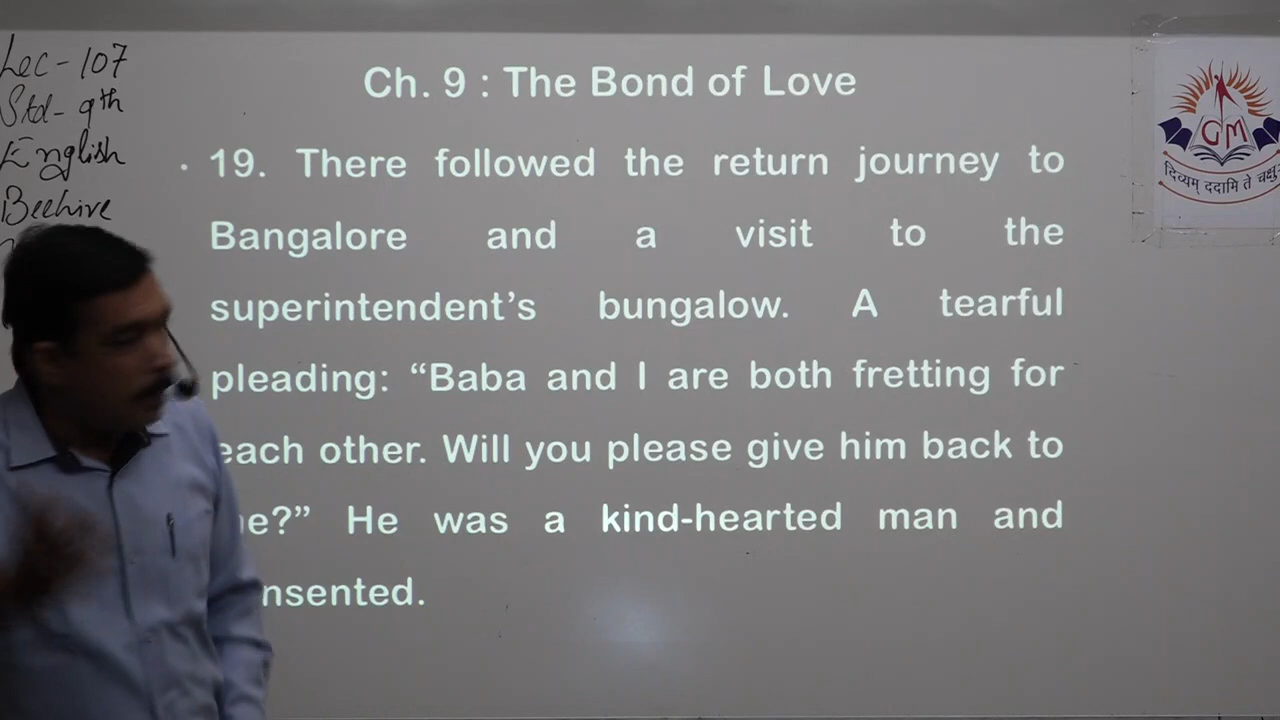 Lec - 107
Std - 9th
English
Beehive
Ch. 9 : The Bond of Love
· 19. There followed the return journey to
Bangalore and a visit to the
superintendent's bungalow. A tearful
pleading: “Baba and I are both fretting for
each other. Will you please give him back to
me?” He was a kind-hearted man and
nsented.
GM
दिव्यम् ददामि ते चक्षुः